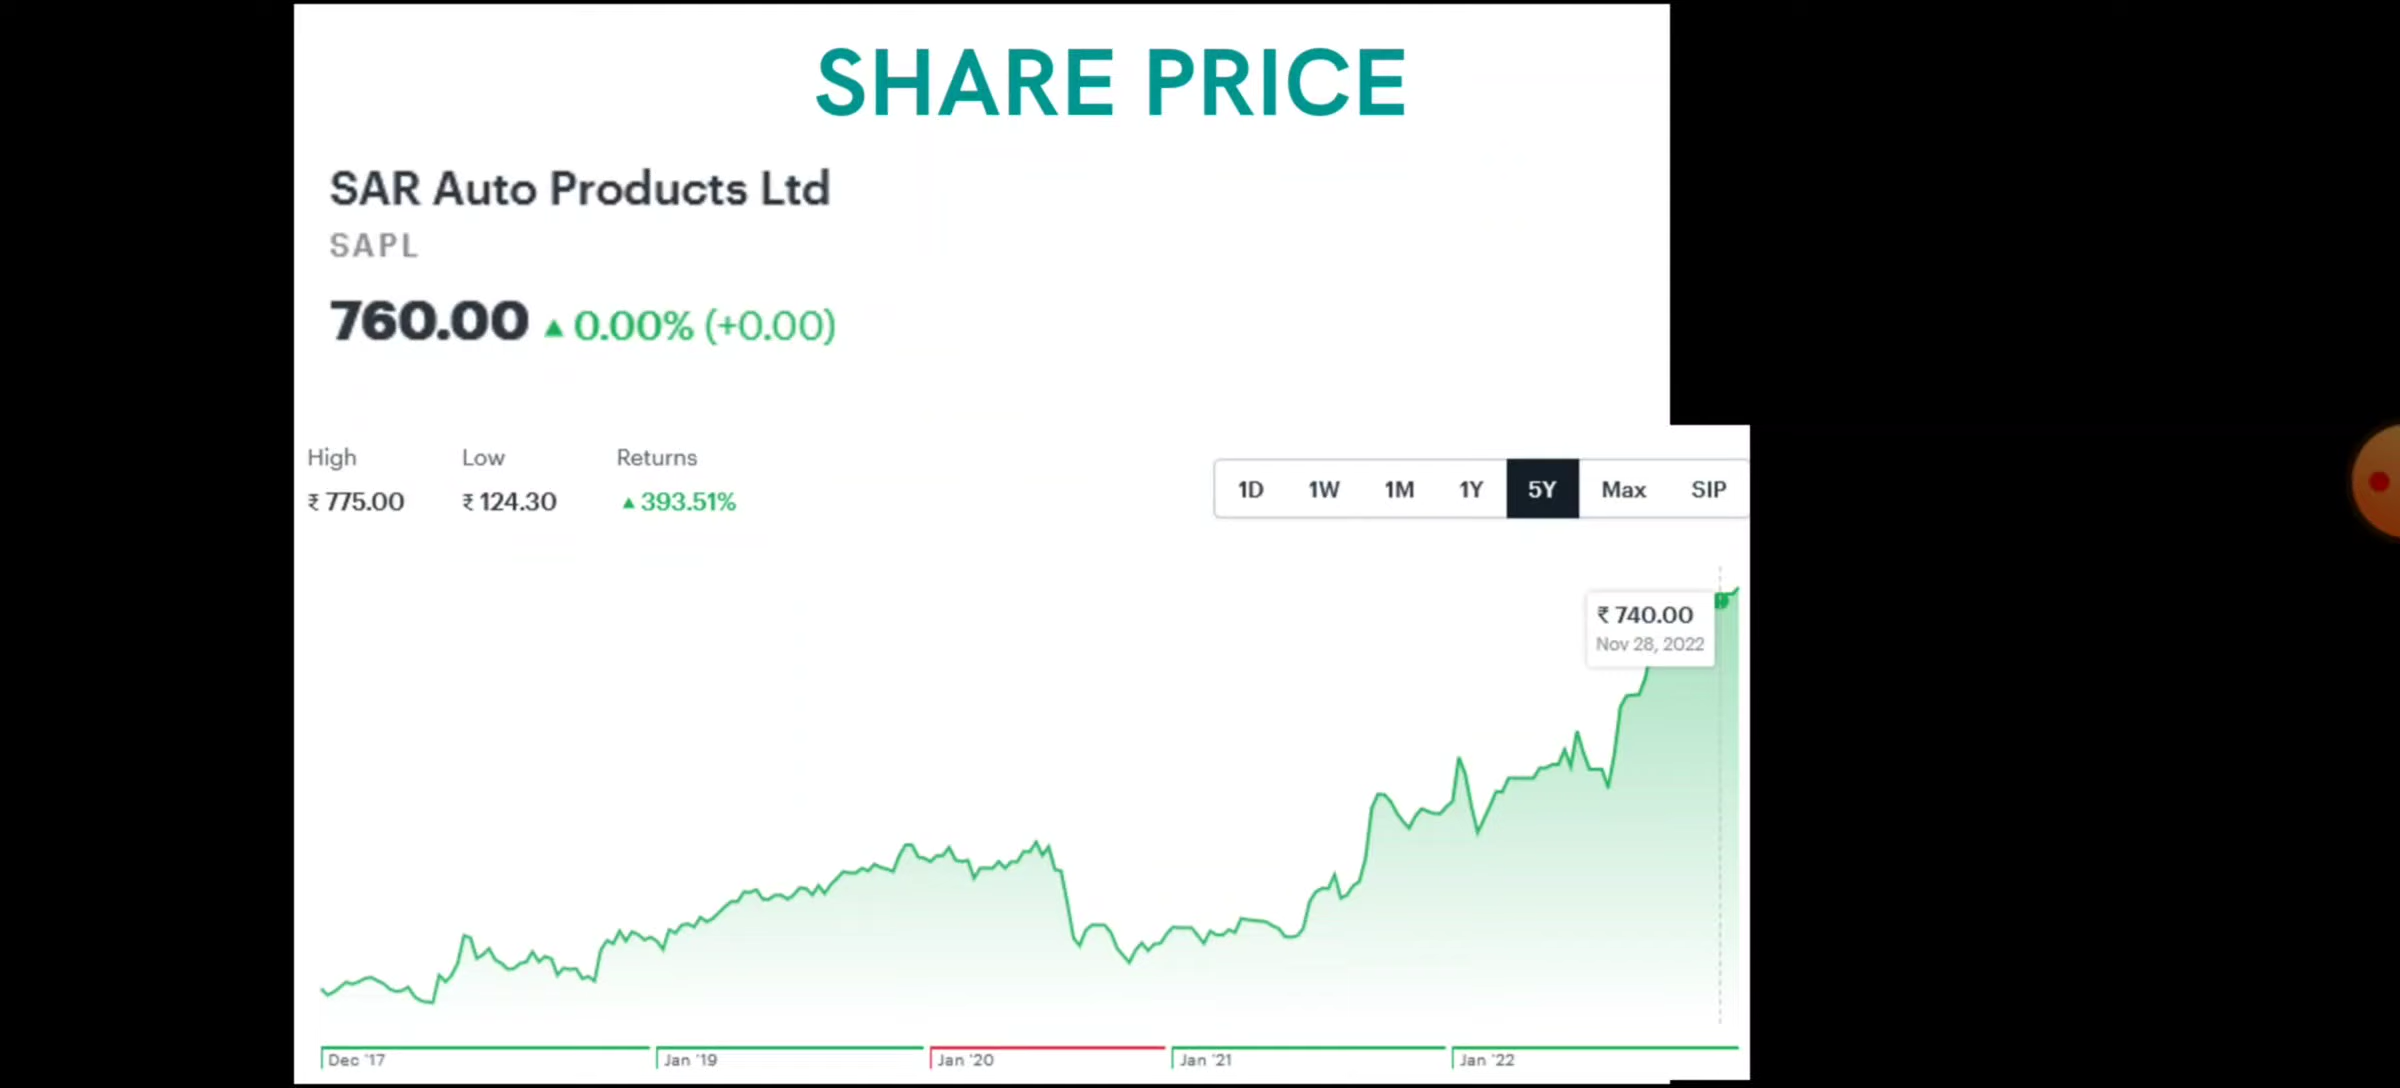 SHARE PRICE
SAR Auto Products Ltd
SAPL
760.00 ▲ 0.00% (+0.00)
High Low Returns
₹ 775.00 ₹ 124.30 ▲ 393.51%
1D 1W 1M 1Y 5Y Max SIP
₹ 740.00
Nov 28, 2022
Dec '17 Jan '19 Jan '20 Jan '21 Jan '22